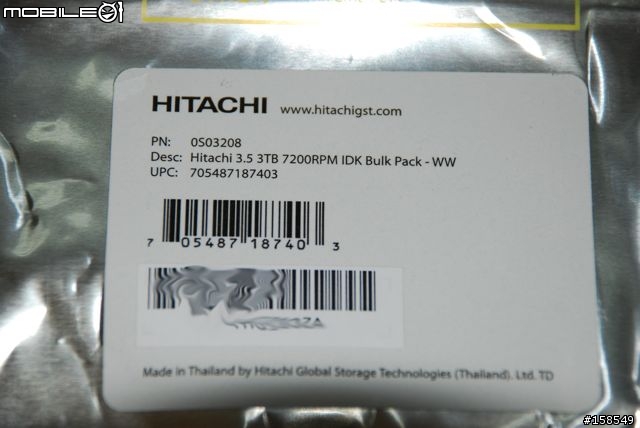 MOBILE01
HITACHI www.hitachigst.com
PN: 0S03208
Desc: Hitachi 3.5 3TB 7200RPM IDK Bulk Pack - WW
UPC: 705487187403
7 05487 18740 3
Made in Thailand by Hitachi Global Storage Technologies (Thailand). Ltd. TD
#158549